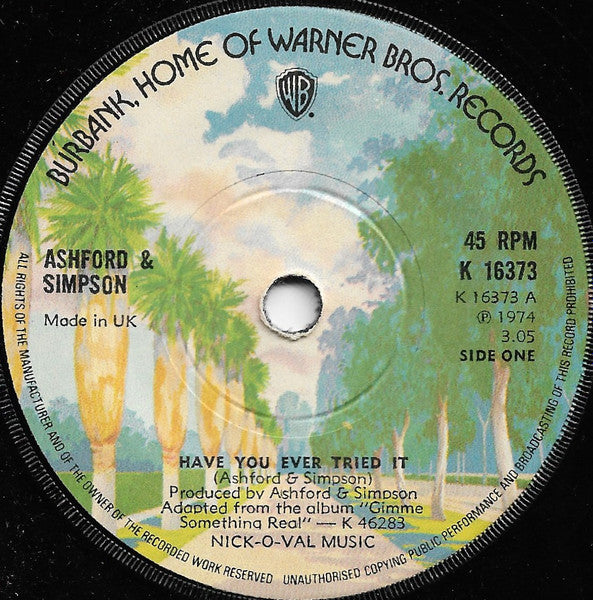 BURBANK, HOME OF WARNER BROS. RECORDS
WB
ASHFORD &
SIMPSON
Made in UK
45 RPM
K 16373
K 16373 A
℗ 1974
3.05
SIDE ONE
HAVE YOU EVER TRIED IT
(Ashford & Simpson)
Produced by Ashford & Simpson
Adapted from the album "Gimme
Something Real" — K 46283
NICK-O-VAL MUSIC
ALL RIGHTS OF THE MANUFACTURER AND OF THE OWNER OF THE RECORDED WORK RESERVED
UNAUTHORISED COPYING PUBLIC PERFORMANCE AND BROADCASTING OF THIS RECORD PROHIBITED